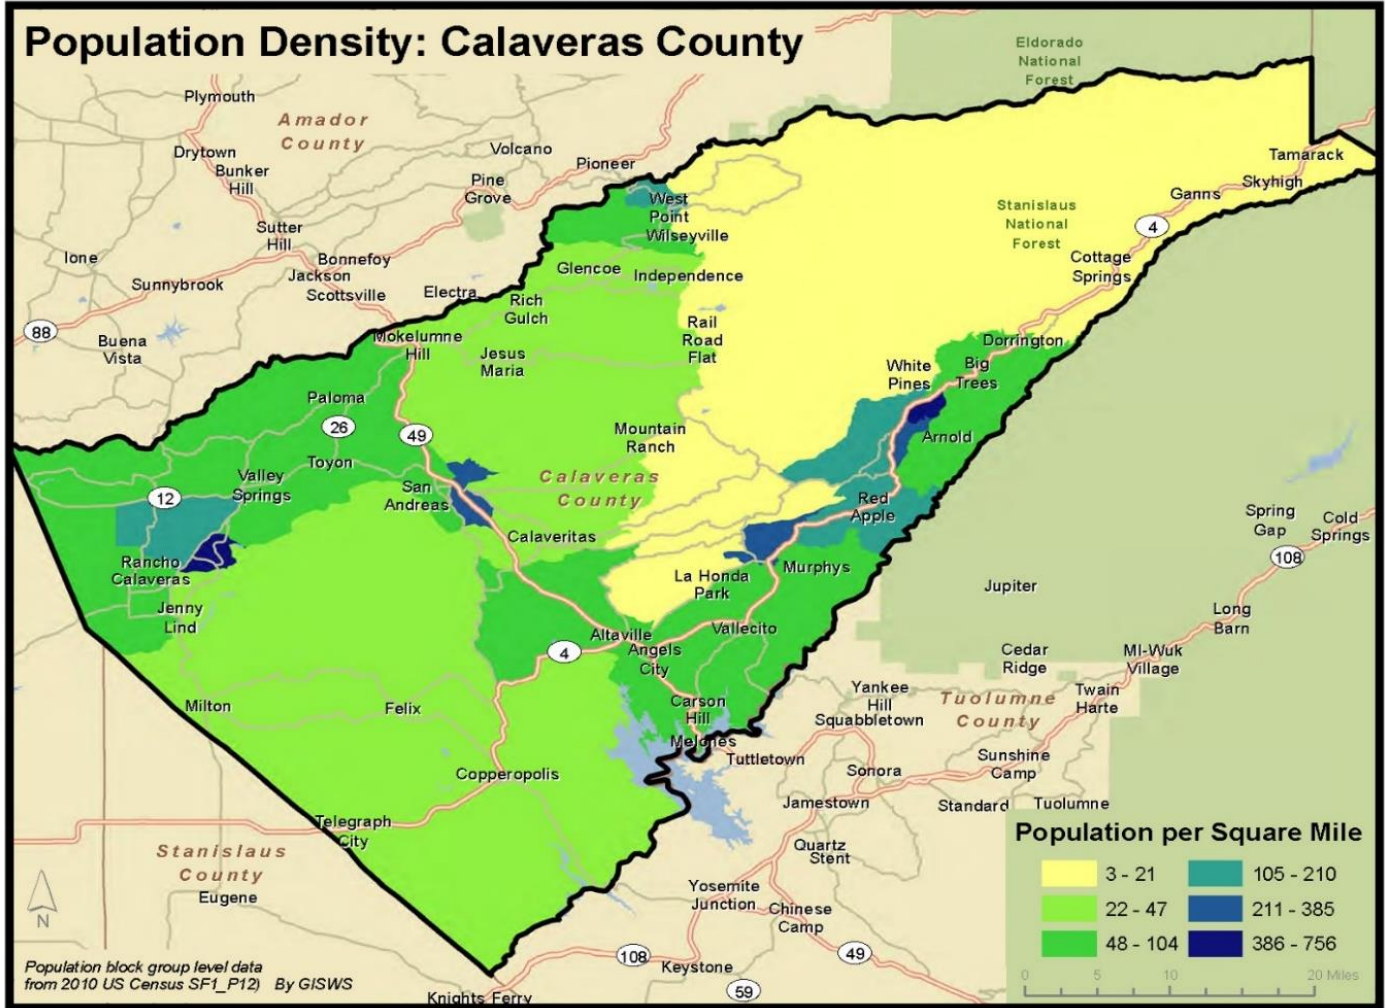 Population Density: Calaveras County
Eldorado
National
Forest
Plymouth
Amador
County
Drytown
Bunker
Hill
Volcano
Pioneer
Pine
Grove
Tamarack
Skyhigh
Ganns
West
Point
Wilseyville
Stanislaus
National
Forest
4
Sutter
Hill
Ione
Bonnefoy
Jackson
Sunnybrook
Scottsville
Electra
Glencoe
Independence
Cottage
Springs
Rich
Gulch
88
Buena
Vista
Mokelumne
Hill
Jesus
Maria
Rail
Road
Flat
Dorrington
White
Pines
Big
Trees
Paloma
26
49
Mountain
Ranch
Arnold
Toyon
Valley
Springs
12
San
Andreas
Calaveras
County
Red
Apple
Spring
Gap
Cold
Springs
Calaveritas
108
Rancho
Calaveras
La Honda
Park
Murphys
Jupiter
Jenny
Lind
Long
Barn
Altaville
Vallecito
4
Angels
City
Cedar
Ridge
MI-Wuk
Village
Milton
Felix
Carson
Hill
Yankee
Hill
Squabbletown
Tuolumne
County
Twain
Harte
Melones
Tuttletown
Copperopolis
Sonora
Sunshine
Camp
Jamestown
Standard
Tuolumne
Telegraph
City
Stanislaus
County
Quartz
Stent
Eugene
Yosemite
Junction
Chinese
Camp
108
49
Keystone
59
Knights Ferry
N
Population per Square Mile
3 - 21
105 - 210
22 - 47
211 - 385
48 - 104
386 - 756
0 5 10 20 Miles
Population block group level data
from 2010 US Census SF1_P12) By GISWS